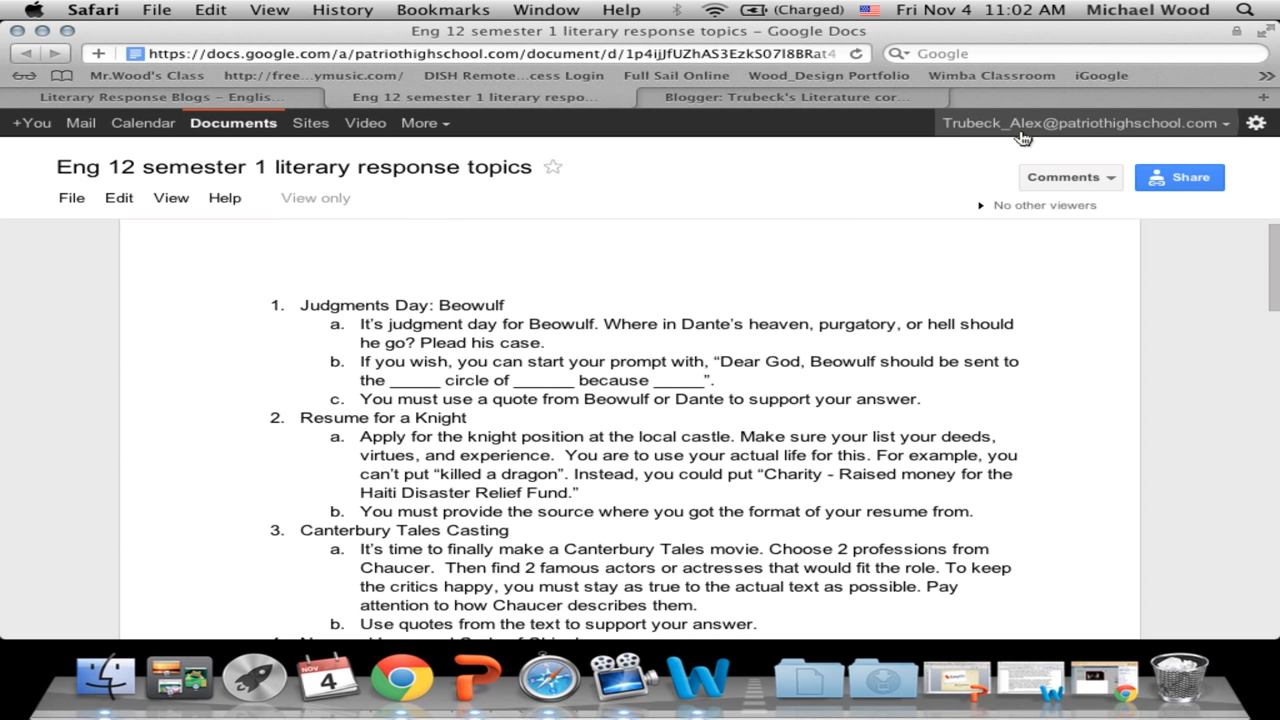 Safari File Edit View History Bookmarks Window Help (Charged) Fri Nov 4 11:02 AM Michael Wood
Eng 12 semester 1 literary response topics – Google Docs
https://docs.google.com/a/patriothighschool.com/document/d/1p4ijJfUZhAS3EzkS07l8BRat4 Google
Mr.Wood's Class http://free...ymusic.com/ DISH Remote...cess Login Full Sail Online Wood_Design Portfolio Wimba Classroom iGoogle
Literary Response Blogs – Englis... Eng 12 semester 1 literary respo... Blogger: Trubeck's Literature cor...
+You Mail Calendar Documents Sites Video More Trubeck_Alex@patriothighschool.com
Eng 12 semester 1 literary response topics
Comments Share
File Edit View Help View only
No other viewers
1. Judgments Day: Beowulf
a. It's judgment day for Beowulf. Where in Dante's heaven, purgatory, or hell should
he go? Plead his case.
b. If you wish, you can start your prompt with, “Dear God, Beowulf should be sent to
the _____ circle of ______ because _____”.
c. You must use a quote from Beowulf or Dante to support your answer.
2. Resume for a Knight
a. Apply for the knight position at the local castle. Make sure your list your deeds,
virtues, and experience. You are to use your actual life for this. For example, you
can't put “killed a dragon”. Instead, you could put “Charity - Raised money for the
Haiti Disaster Relief Fund.”
b. You must provide the source where you got the format of your resume from.
3. Canterbury Tales Casting
a. It's time to finally make a Canterbury Tales movie. Choose 2 professions from
Chaucer. Then find 2 famous actors or actresses that would fit the role. To keep
the critics happy, you must stay as true to the actual text as possible. Pay
attention to how Chaucer describes them.
b. Use quotes from the text to support your answer.
NOV
4